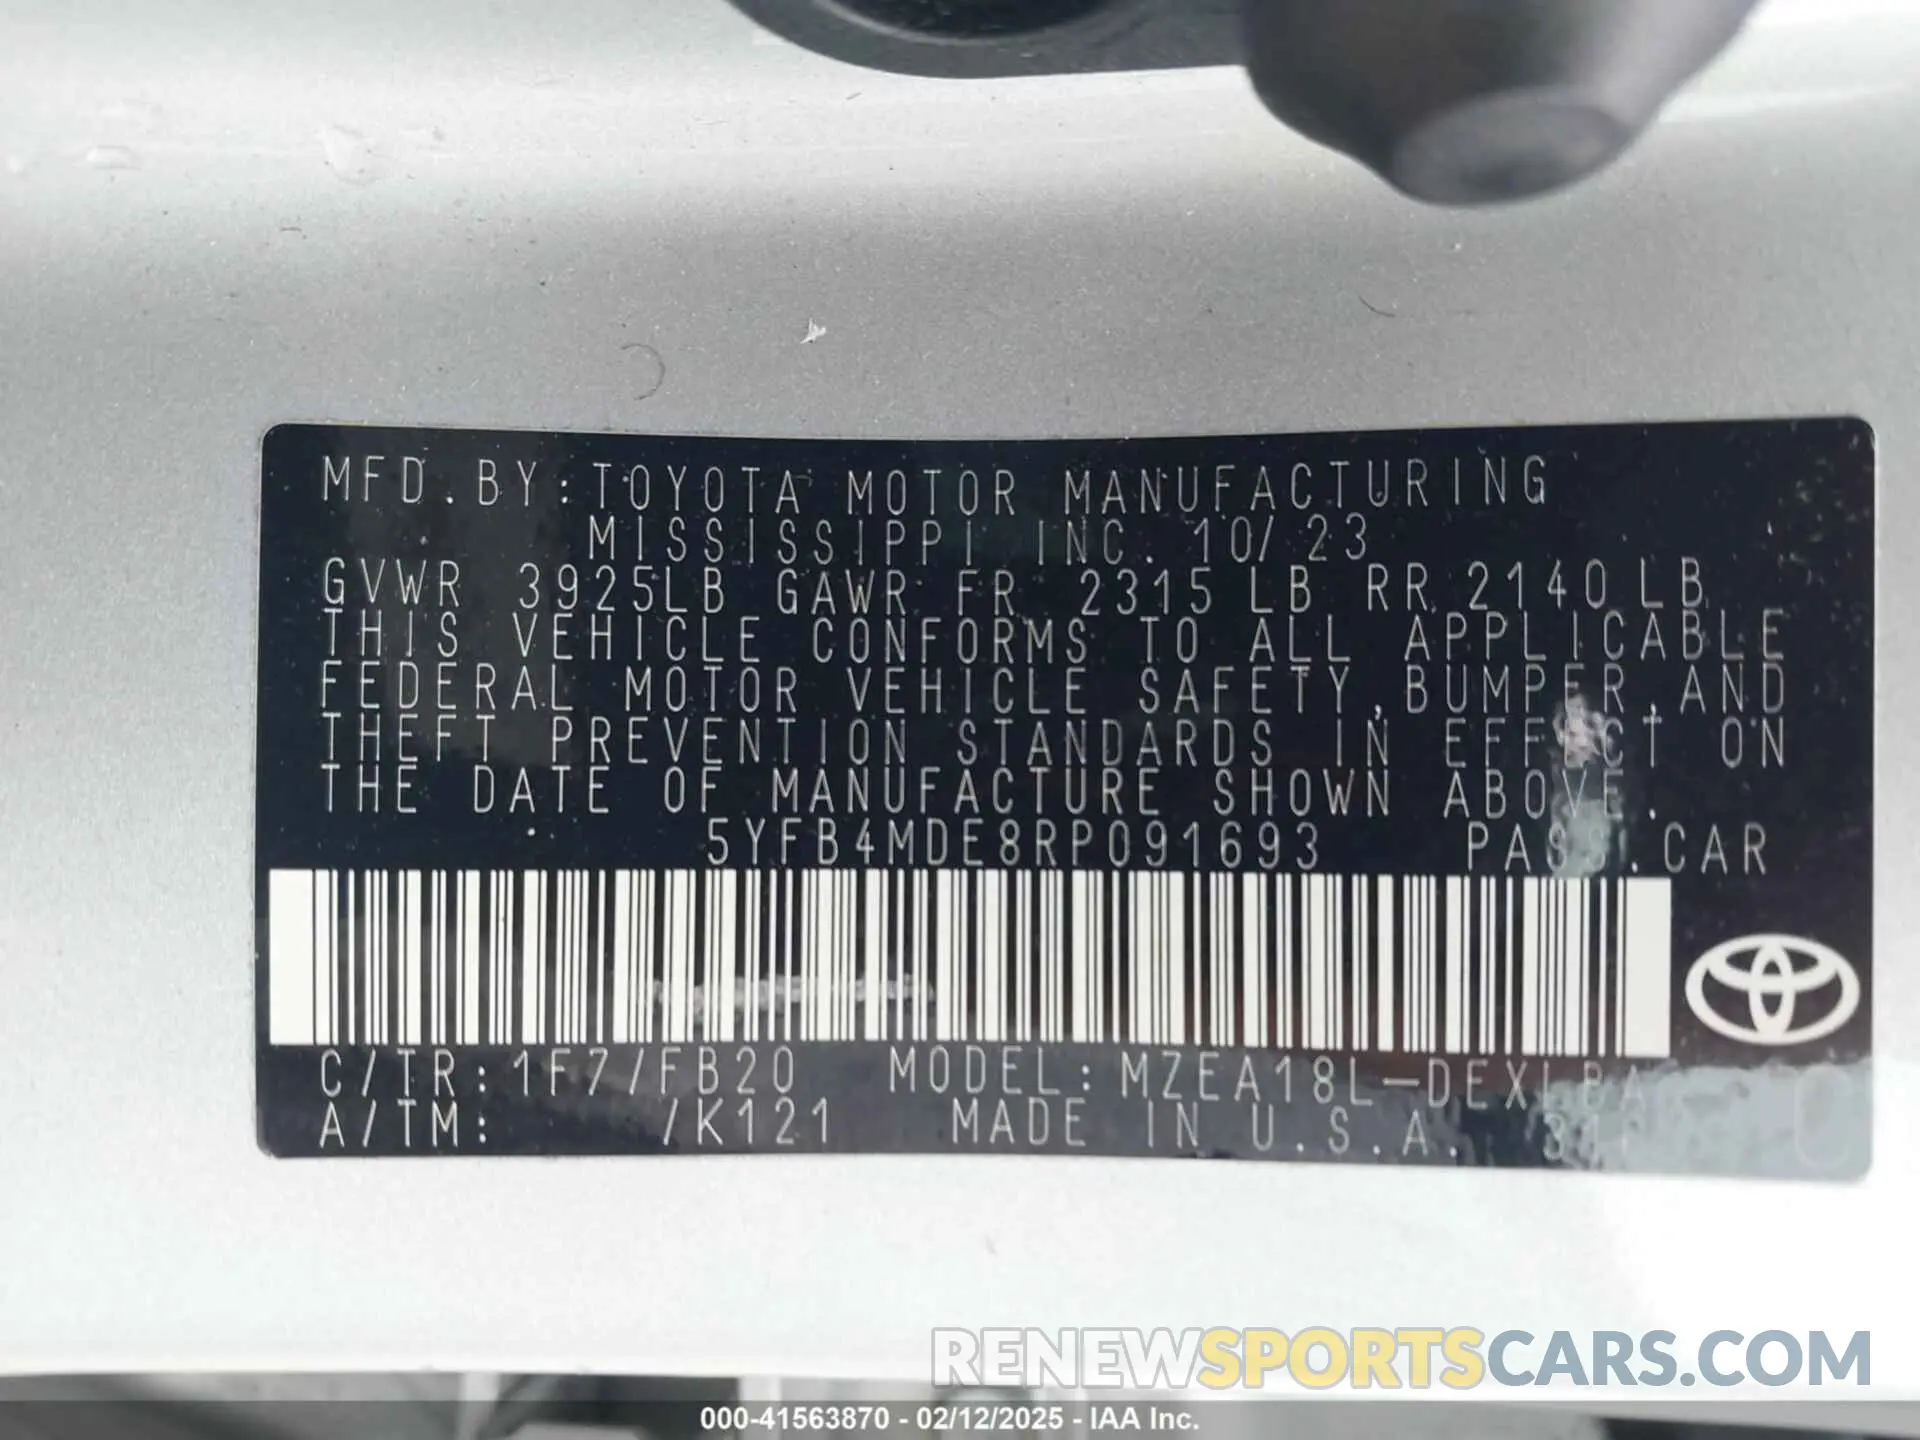 MFD.BY:TOYOTA MOTOR MANUFACTURING
MISSISSIPPI INC. 10/23
GVWR 3925LB GAWR FR 2315 LB RR 2140 LB
THIS VEHICLE CONFORMS TO ALL APPLICABLE
FEDERAL MOTOR VEHICLE SAFETY,BUMPER,AND
THEFT PREVENTION STANDARDS IN EFFECT ON
THE DATE OF MANUFACTURE SHOWN ABOVE.
5YFB4MDE8RP091693 PASS.CAR
C/TR:1F7/FB20 MODEL:
A/TM: /K121 MADE IN U.S.A.
RENEWSPORTSCARS.COM
000-41563870 - 02/12/2025 - IAA Inc.